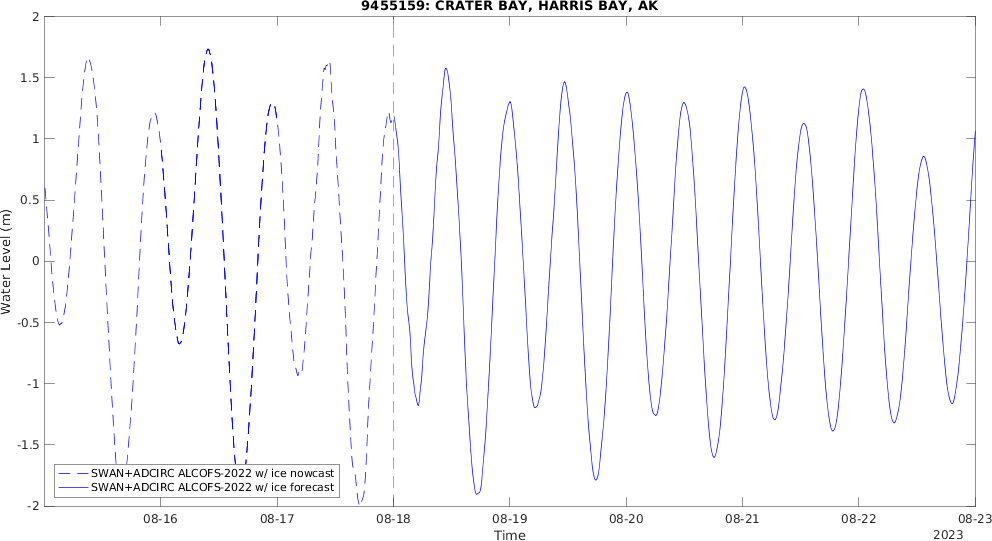 9455159: CRATER BAY, HARRIS BAY, AK
2
1.5
1
0.5
0
-0.5
-1
-1.5
-2
Water Level (m)
SWAN+ADCIRC ALCOFS-2022 w/ ice nowcast
SWAN+ADCIRC ALCOFS-2022 w/ ice forecast
08-16 08-17 08-18 08-19 08-20 08-21 08-22 08-23
Time
2023